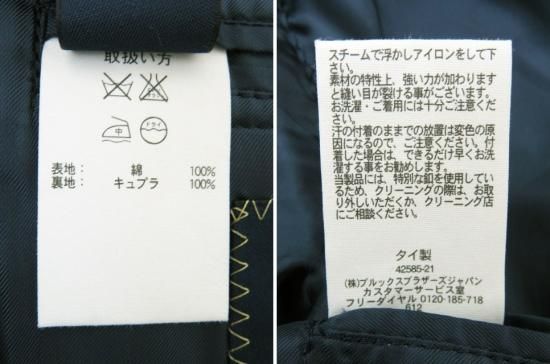 取扱い方
エンソサラシ
中
ドライ
表地： 綿 100%
裏地： キュプラ 100%
スチームで浮かしアイロンをして下
さい。
素材の特性上、強い力が加わります
と縫い目が裂ける事がございます。
お洗濯・ご着用には十分ご注意くだ
さい。
汗の付着のままでの放置は変色の原
因になるので、ご注意ください。付
着した場合は、できるだけ早くお洗
濯する事をお勧めします。
当製品には、特別な釦を使用してい
るため、クリーニングの際は、お取
り外しいただくか、クリーニング店
にご相談ください。
タイ製
42585-21
(株)ブルックスブラザーズジャパン
カスタマーサービス室
フリーダイヤル 0120-185-718
612